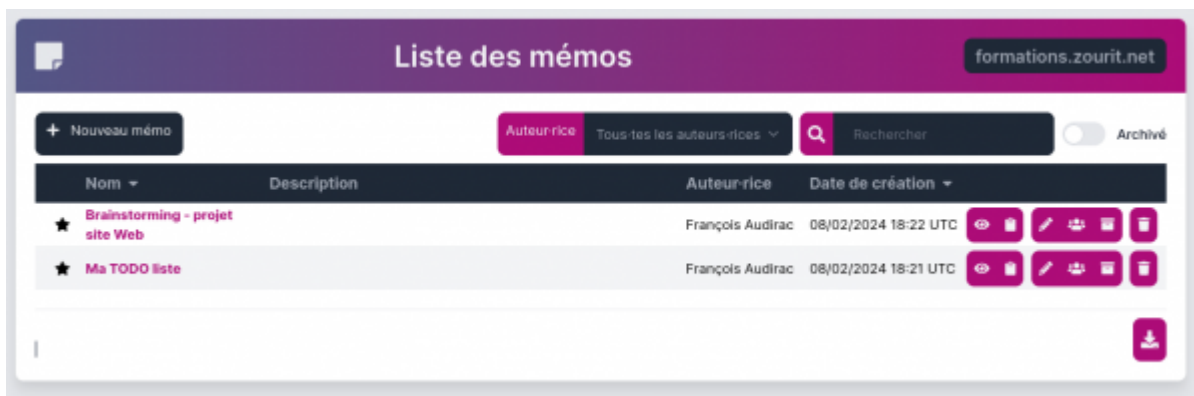 Liste des mémos
formations.zourit.net
+ Nouveau mémo
Auteur·rice Tous·tes les auteurs·rices
Rechercher
Archivé
Nom Description Auteur·rice Date de création
Brainstorming - projet
site Web
François Audirac 08/02/2024 18:22 UTC
Ma TODO liste François Audirac 08/02/2024 18:21 UTC